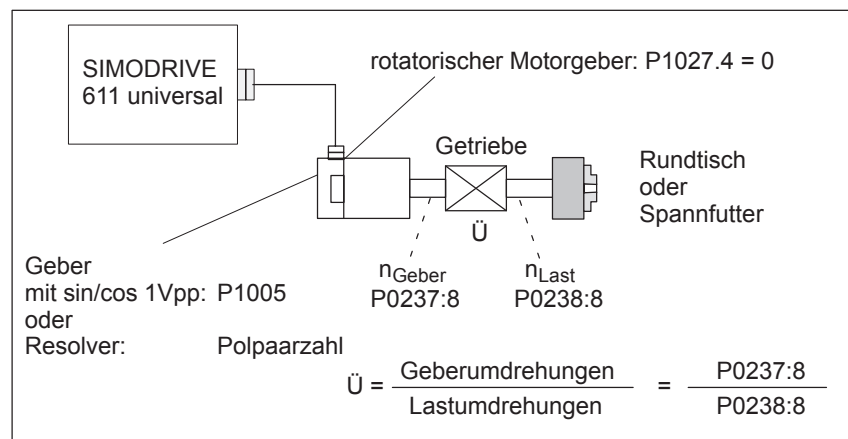 SIMODRIVE
611 universal
rotatorischer Motorgeber: P1027.4 = 0
Getriebe
Rundtisch
oder
Spannfutter
Ü
Geber
mit sin/cos 1Vpp: P1005
oder
Resolver: Polpaarzahl
nGeber
P0237:8
nLast
P0238:8
Ü = Geberumdrehungen = P0237:8
Lastumdrehungen P0238:8